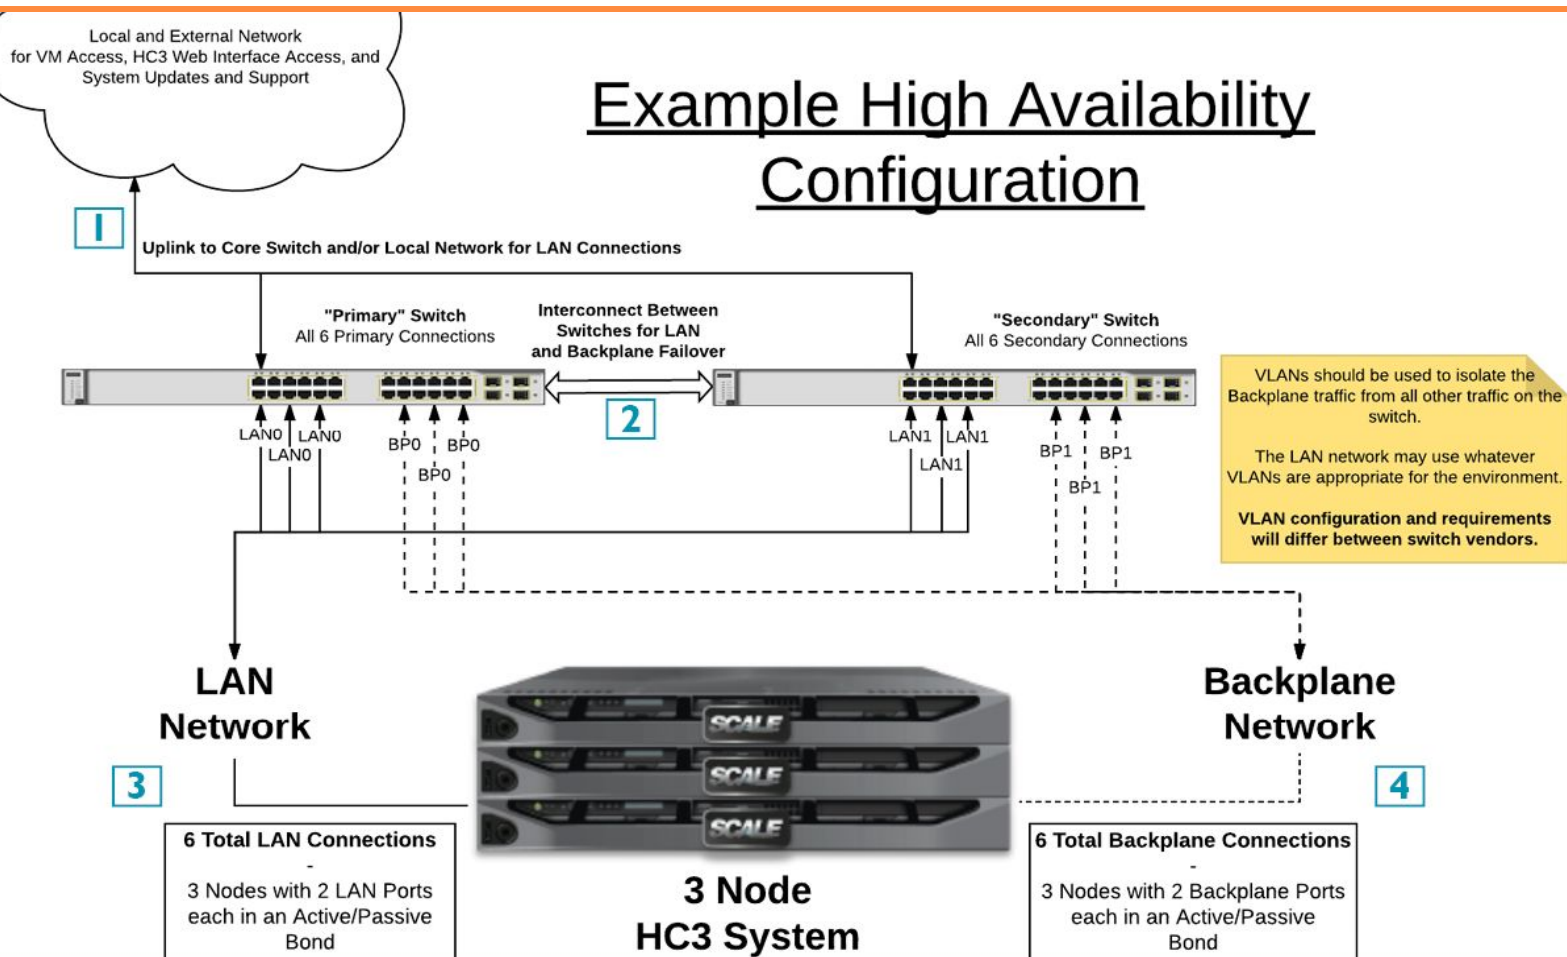 Local and External Network
for VM Access, HC3 Web Interface Access, and
System Updates and Support
Example High Availability
Configuration
1
Uplink to Core Switch and/or Local Network for LAN Connections
"Primary" Switch
All 6 Primary Connections
Interconnect Between
Switches for LAN
and Backplane Failover
2
"Secondary" Switch
All 6 Secondary Connections
VLANs should be used to isolate the
Backplane traffic from all other traffic on the
switch.
The LAN network may use whatever
VLANs are appropriate for the environment.
VLAN configuration and requirements
will differ between switch vendors.
LAN0
LAN0
LAN0
BP0
BP0
BP0
LAN1
LAN1
LAN1
BP1
BP1
BP1
LAN
Network
3
SCALE
SCALE
SCALE
Backplane
Network
4
6 Total LAN Connections
-
3 Nodes with 2 LAN Ports
each in an Active/Passive
Bond
3 Node
HC3 System
6 Total Backplane Connections
-
3 Nodes with 2 Backplane Ports
each in an Active/Passive
Bond